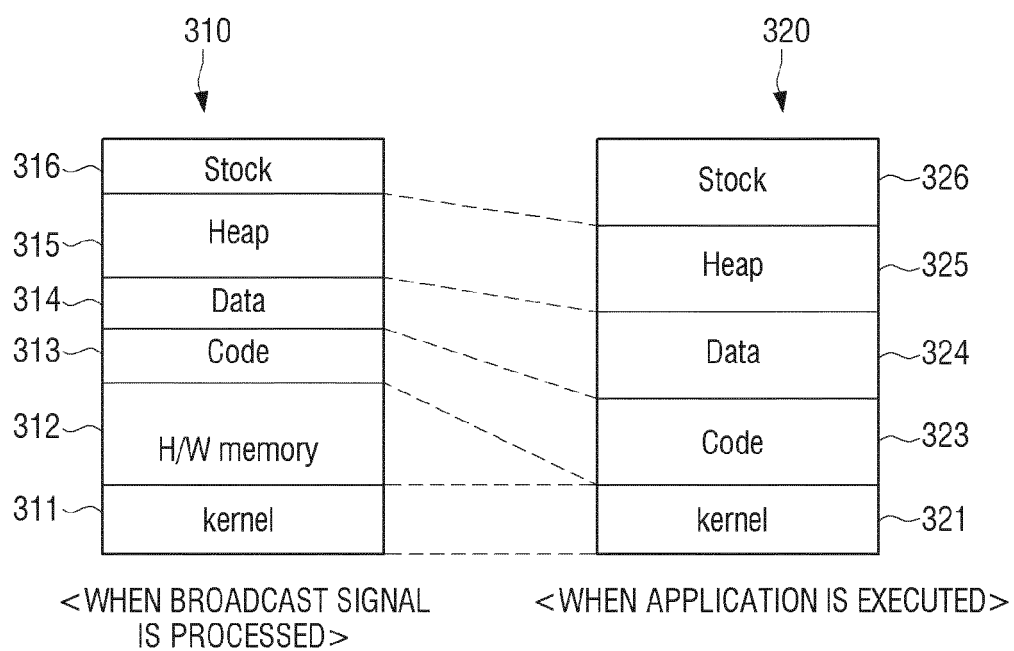 310
320
316
Stock
Stock
326
315
Heap
Heap
325
314
Data
313
Code
Data
324
312
H/W memory
Code
323
311
kernel
kernel
321
<WHEN BROADCAST SIGNAL
IS PROCESSED>
<WHEN APPLICATION IS EXECUTED>